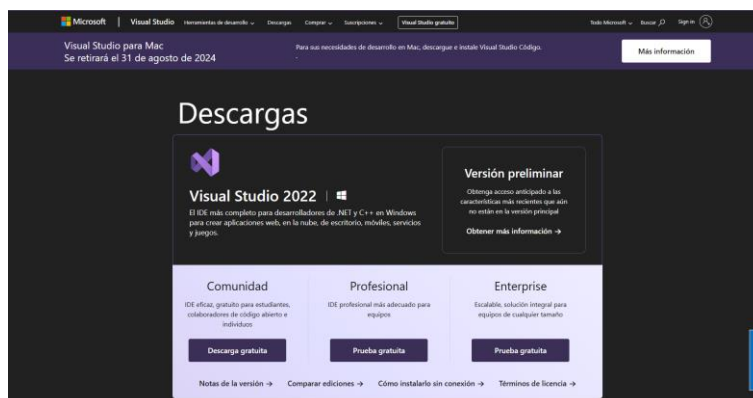 Microsoft | Visual Studio Herramientas de desarrollo Descargas Comprar Suscripciones Visual Studio gratuito Todo Microsoft Buscar Sign in
Visual Studio para Mac
Se retirará el 31 de agosto de 2024
Para sus necesidades de desarrollo en Mac, descargue e instale Visual Studio Código.
.
Más información
Descargas
Visual Studio 2022 |
El IDE más completo para desarrolladores de .NET y C++ en Windows
para crear aplicaciones web, en la nube, de escritorio, móviles, servicios
y juegos.
Versión preliminar
Obtenga acceso anticipado a las
características más recientes que aún
no están en la versión principal
Obtener más información →
Comunidad
IDE eficaz, gratuito para estudiantes,
colaboradores de código abierto e
individuos
Descarga gratuita
Profesional
IDE profesional más adecuado para
equipos
Prueba gratuita
Enterprise
Escalable, solución integral para
equipos de cualquier tamaño
Prueba gratuita
Notas de la versión → Comparar ediciones → Cómo instalarlo sin conexión → Términos de licencia →